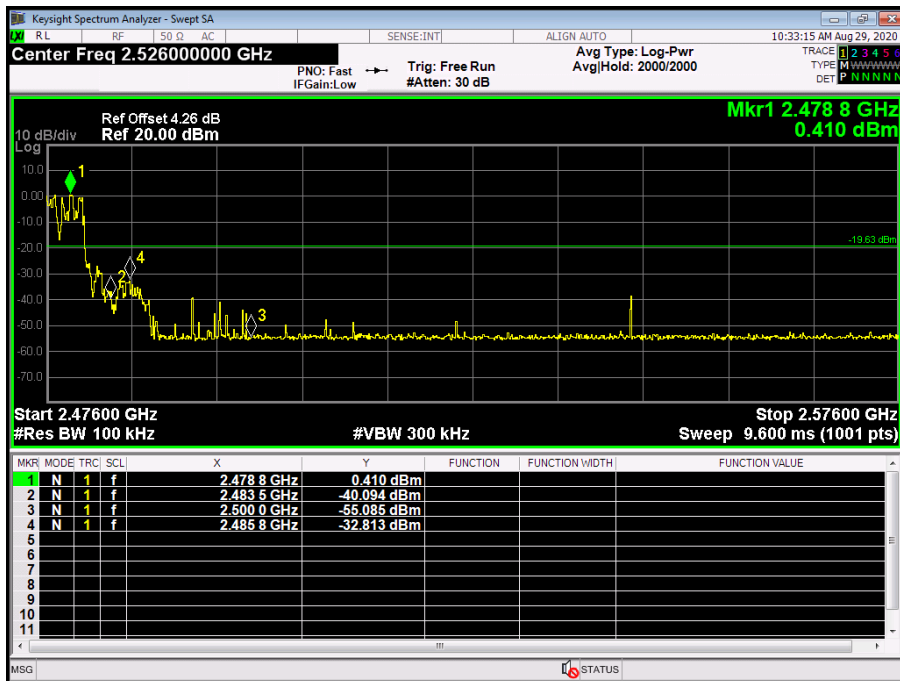 Keysight Spectrum Analyzer - Swept SA
LXI RL RF 50 Ω AC SENSE:INT ALIGN AUTO 10:33:15 AM Aug 29, 2020
Center Freq 2.526000000 GHz
PNO: Fast
IFGain:Low
Trig: Free Run
#Atten: 30 dB
Avg Type: Log-Pwr
Avg|Hold: 2000/2000
TRACE 1 2 3 4 5 6
TYPE M W W W W W
DET P N N N N N
Ref Offset 4.26 dB
10 dB/div Ref 20.00 dBm
Log
Mkr1 2.478 8 GHz
0.410 dBm
10.0
0.00
-10.0
-20.0
-30.0
-40.0
-50.0
-60.0
-70.0
1
2
4
3
-19.63 dBm
Start 2.47600 GHz Stop 2.57600 GHz
#Res BW 100 kHz #VBW 300 kHz Sweep 9.600 ms (1001 pts)
MKR MODE TRC SCL X Y FUNCTION FUNCTION WIDTH FUNCTION VALUE
1 N 1 f 2.478 8 GHz 0.410 dBm
2 N 1 f 2.483 5 GHz -40.094 dBm
3 N 1 f 2.500 0 GHz -55.085 dBm
4 N 1 f 2.485 8 GHz -32.813 dBm
5
6
7
8
9
10
11
MSG STATUS